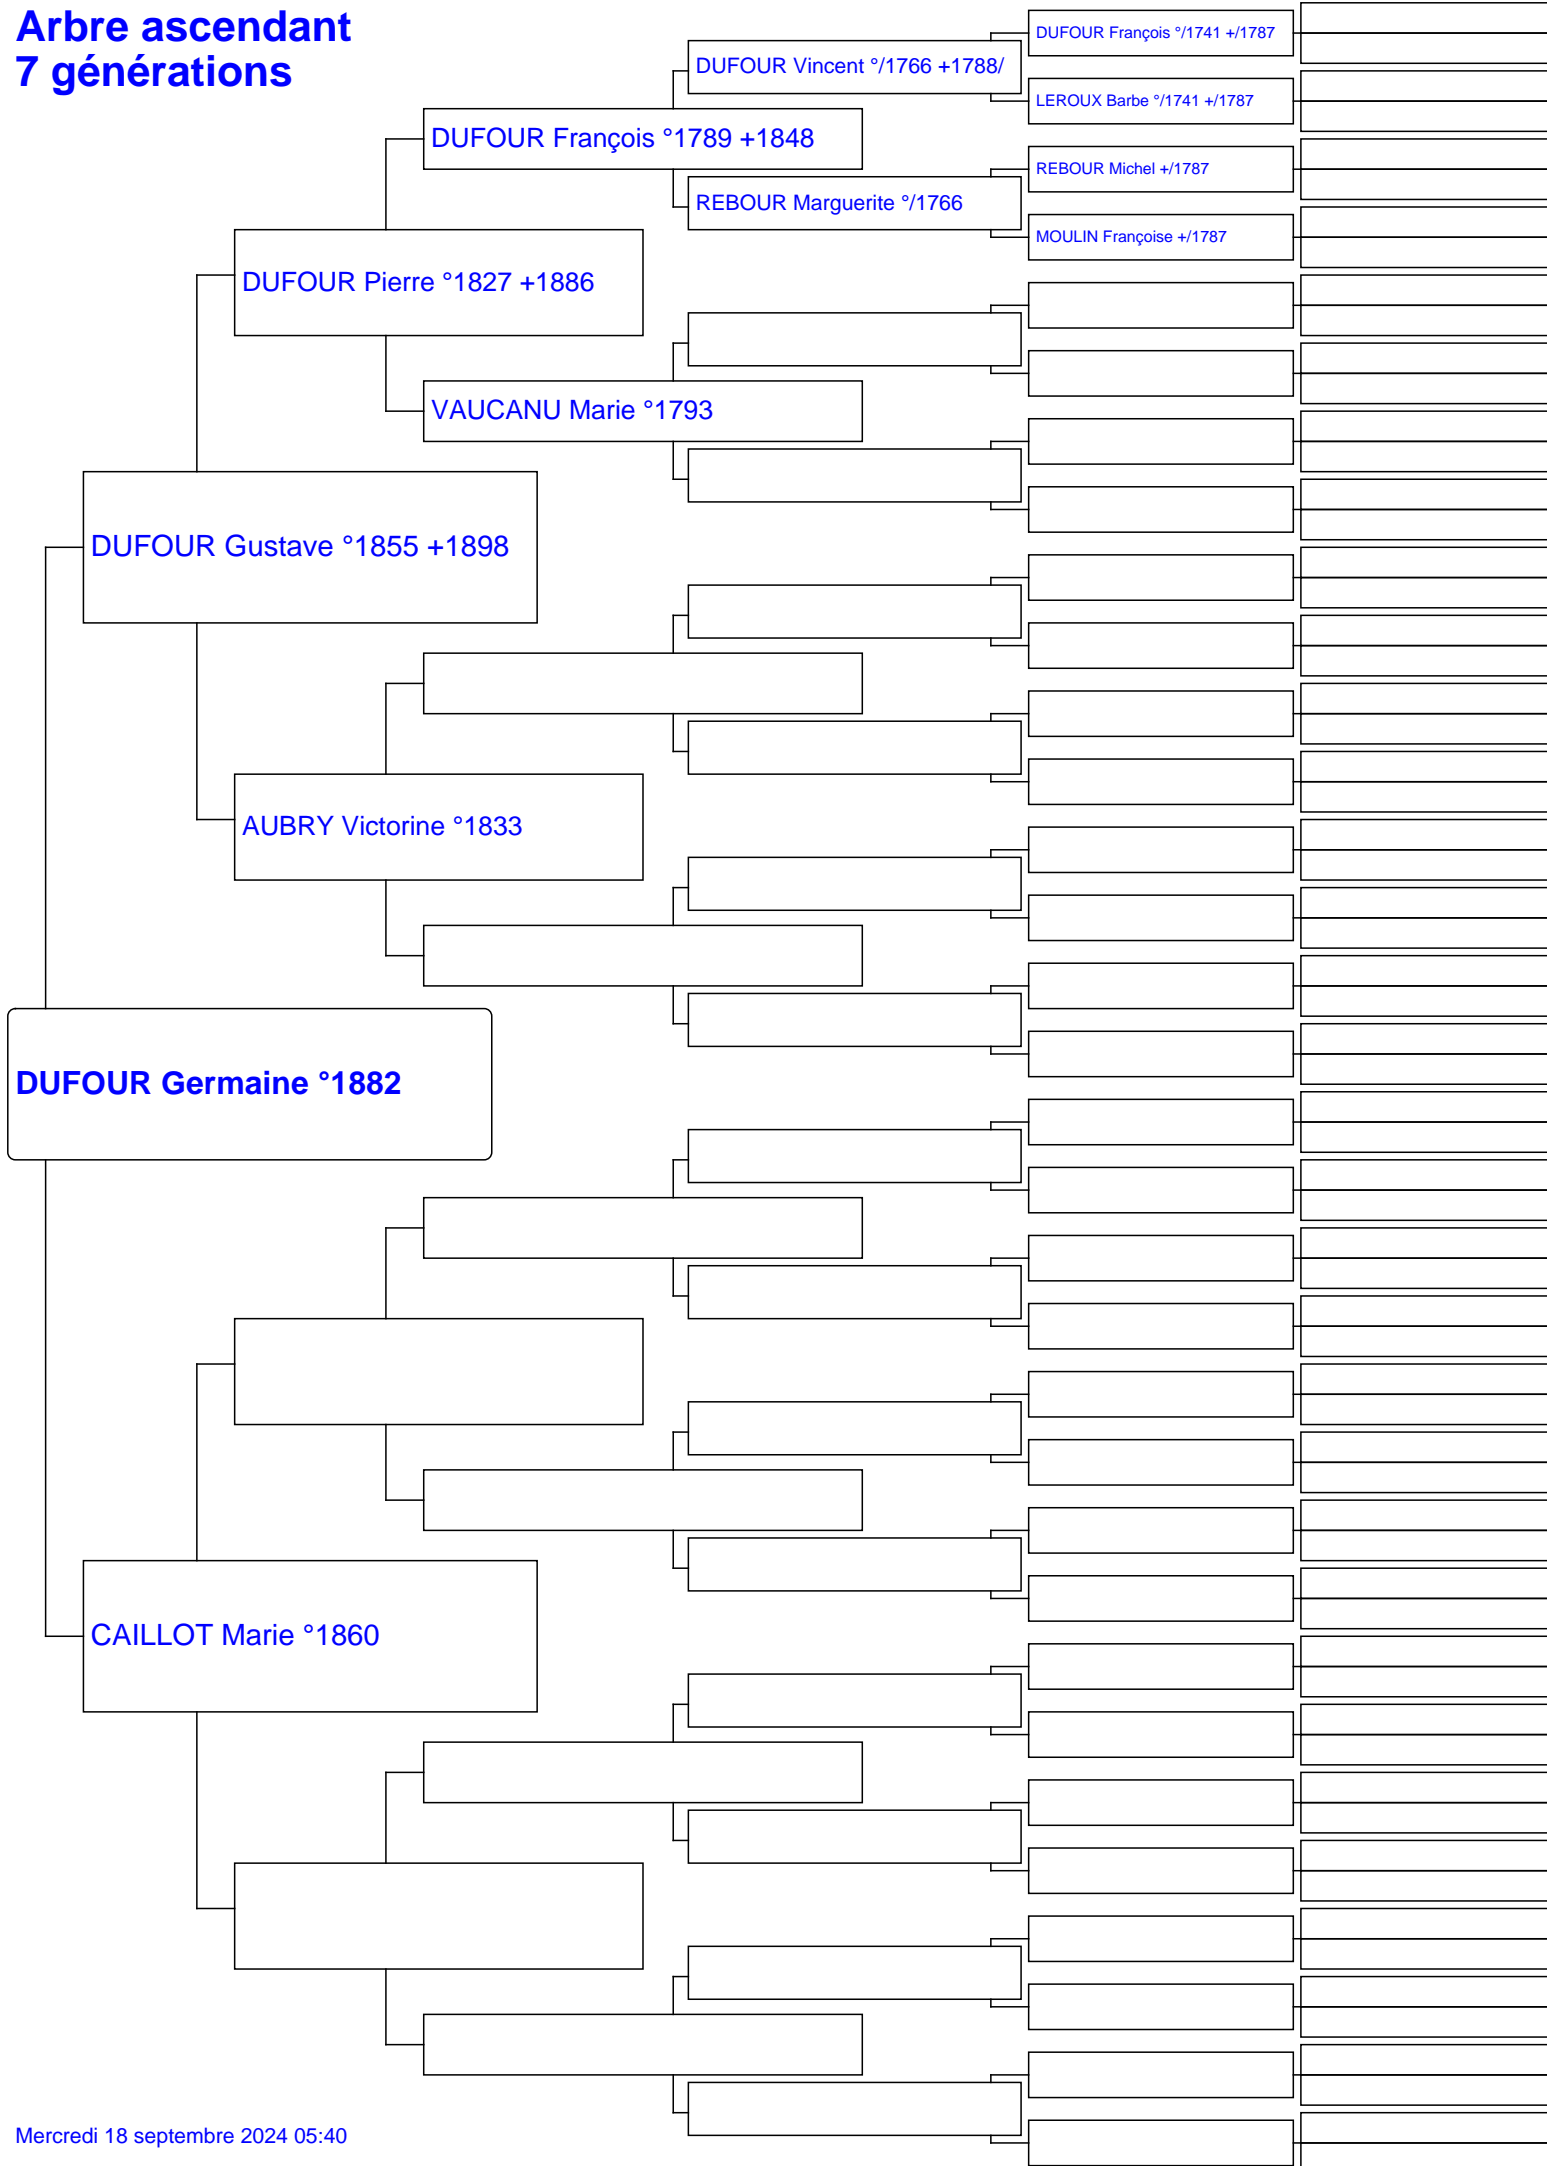 Arbre ascendant
7 générations
DUFOUR François °/1741 +/1787
DUFOUR Vincent °/1766 +1788/
LEROUX Barbe °/1741 +/1787
DUFOUR François °1789 +1848
REBOUR Michel +/1787
REBOUR Marguerite °/1766
MOULIN Françoise +/1787
DUFOUR Pierre °1827 +1886
VAUCANU Marie °1793
DUFOUR Gustave °1855 +1898
AUBRY Victorine °1833
DUFOUR Germaine °1882
CAILLOT Marie °1860
Mercredi 18 septembre 2024 05:40